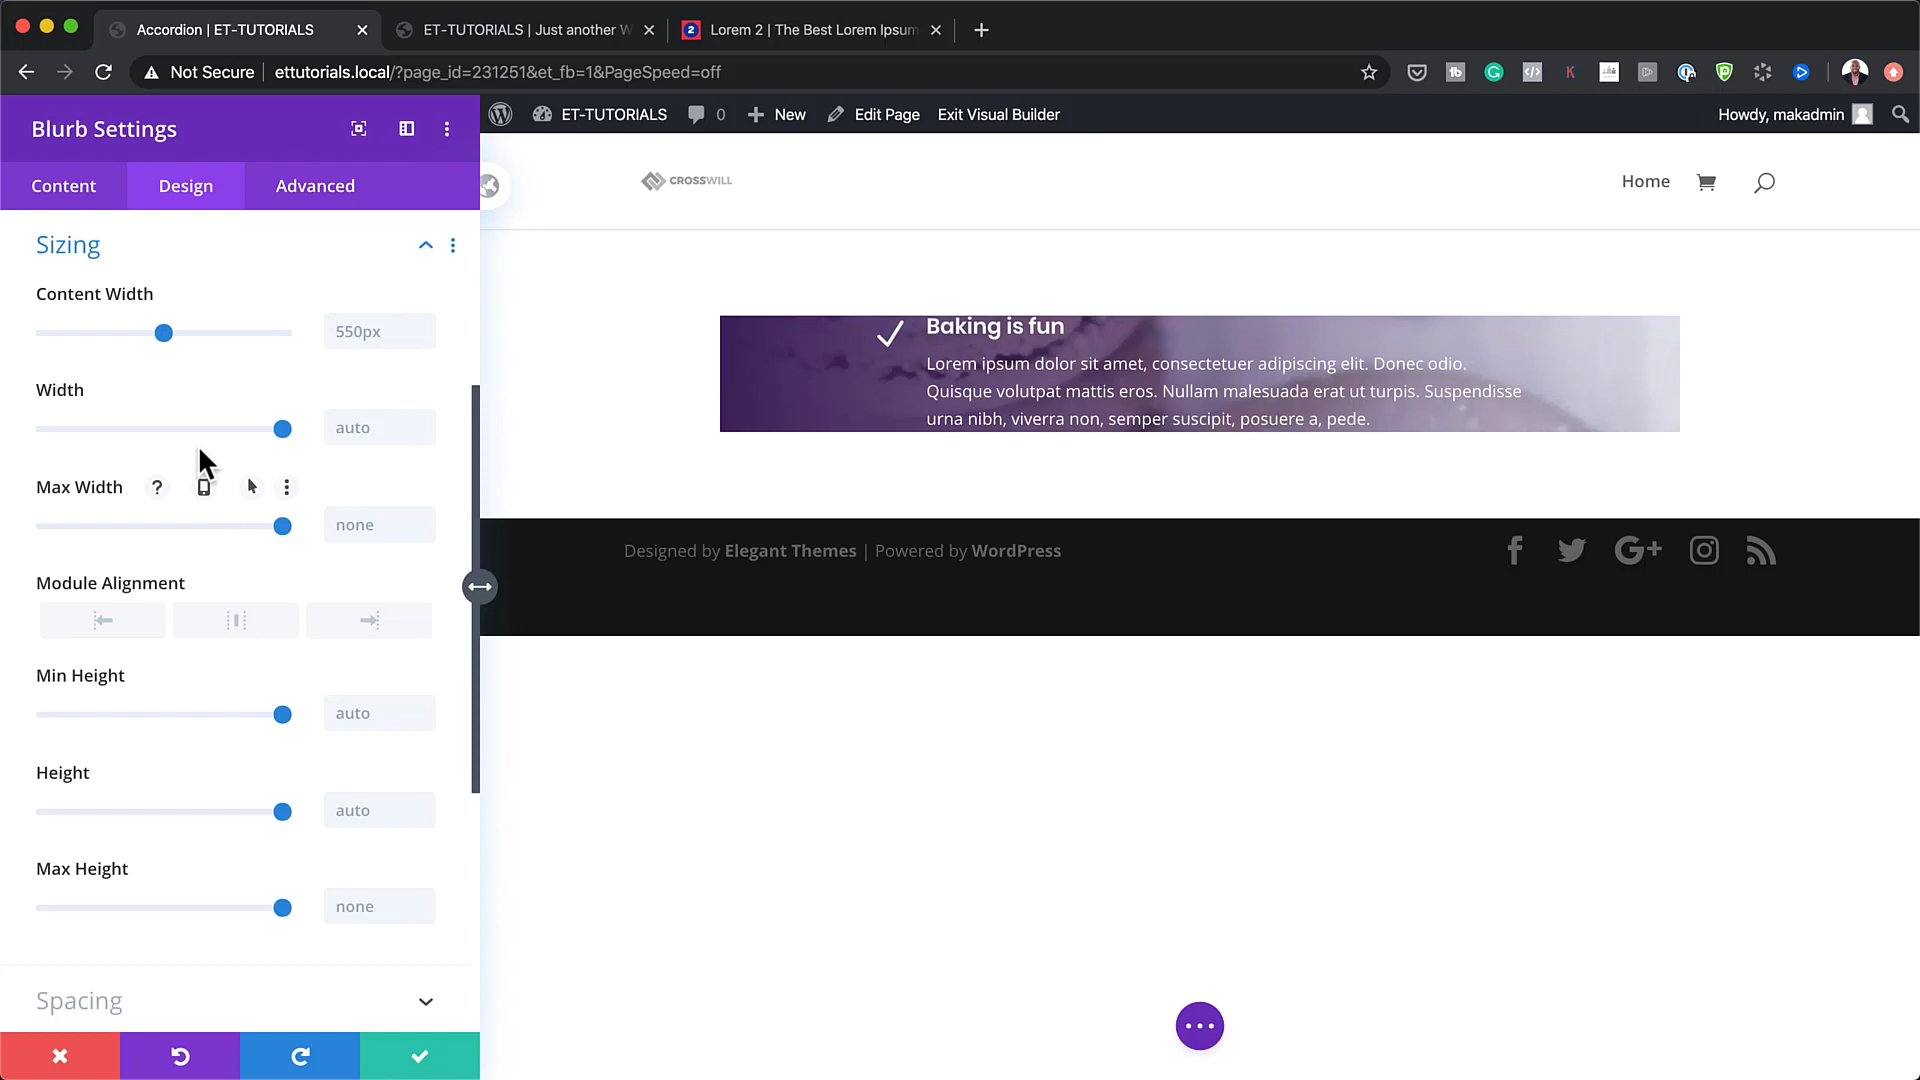 Accordion | ET-TUTORIALS
ET-TUTORIALS | Just another W
2 Lorem 2 | The Best Lorem Ipsum
Not Secure | ettutorials.local/?page_id=231251&et_fb=1&PageSpeed=off
ET-TUTORIALS 0 New Edit Page Exit Visual Builder Howdy, makadmin
Blurb Settings
Content Design Advanced
CROSSWILL
Home
Sizing
Content Width
550px
Width
auto
Max Width ?
none
Module Alignment
Min Height
auto
Height
auto
Max Height
none
Spacing
Baking is fun
Lorem ipsum dolor sit amet, consectetuer adipiscing elit. Donec odio.
Quisque volutpat mattis eros. Nullam malesuada erat ut turpis. Suspendisse
urna nibh, viverra non, semper suscipit, posuere a, pede.
Designed by Elegant Themes | Powered by WordPress